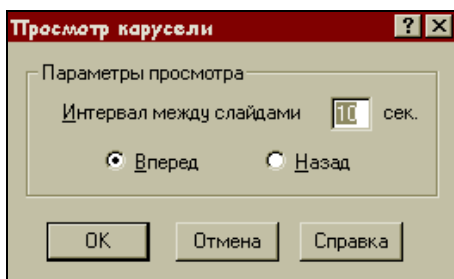 Просмотр карусели
Параметры просмотра
Интервал между слайдами 10 сек.
Вперед Назад
OK Отмена Справка